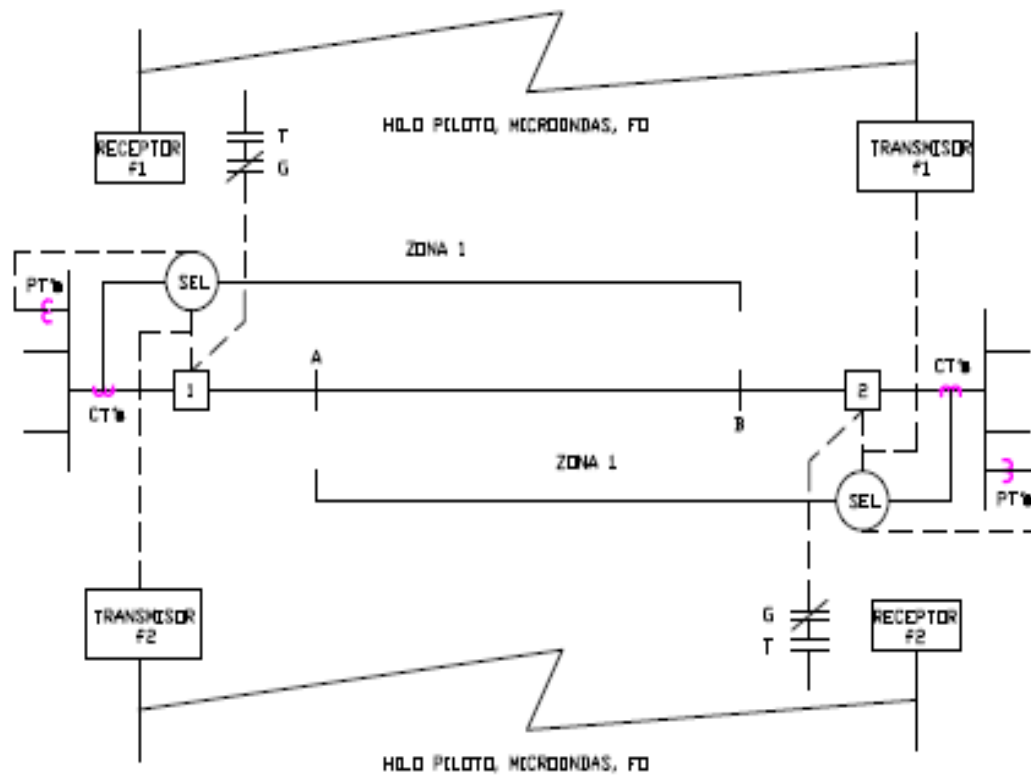 HILO PILOTO, MICROONDAS, FO
RECEPTOR
f1
T
G
TRANSMISOR
f1
ZONA 1
SEL
PT's
A
1
2
CT's
CT's
B
ZONA 1
SEL
PT's
TRANSMISOR
f2
G
T
RECEPTOR
f2
HILO PILOTO, MICROONDAS, FO